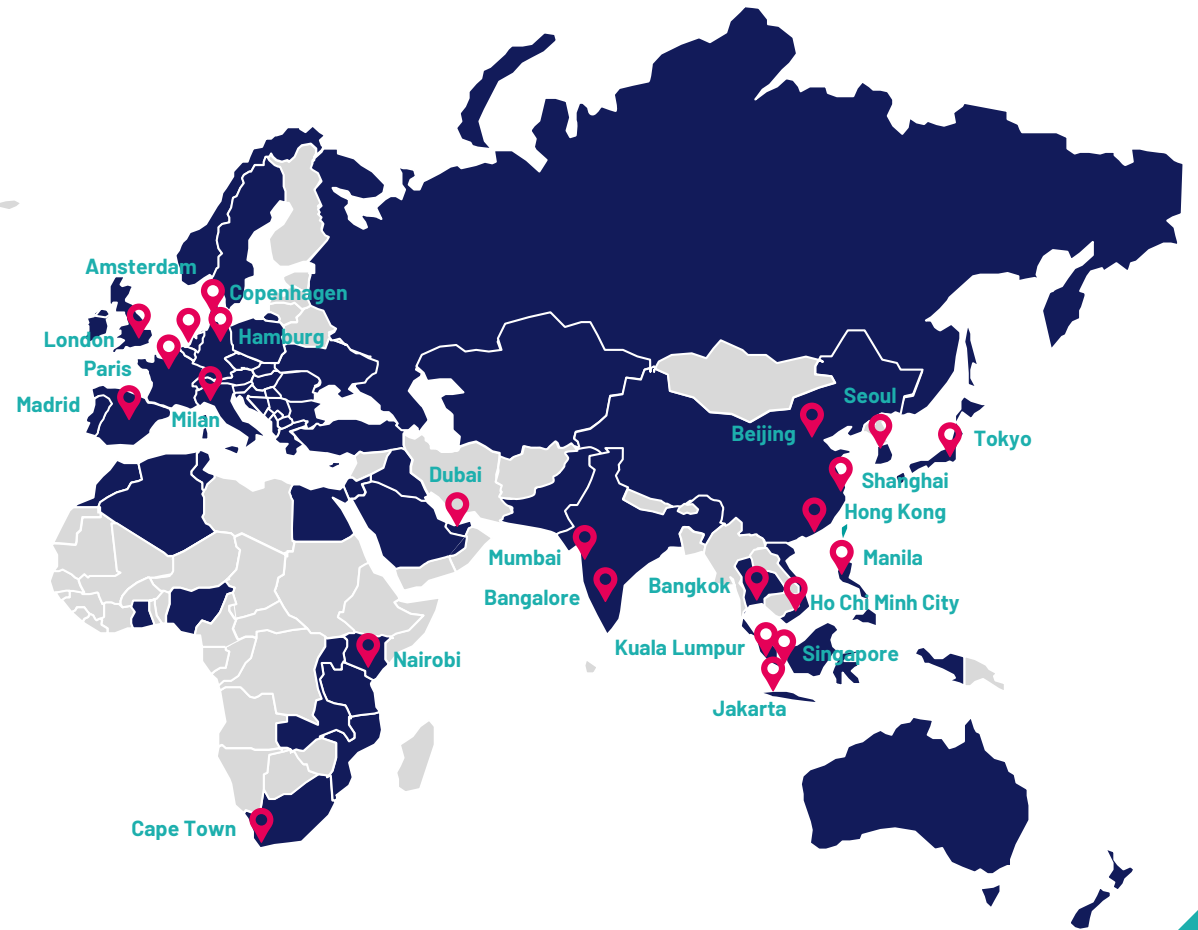 Amsterdam
Copenhagen
London
Hamburg
Paris
Madrid
Milan
Seoul
Beijing
Tokyo
Dubai
Shanghai
Hong Kong
Mumbai
Manila
Bangalore
Bangkok
Ho Chi Minh City
Kuala Lumpur
Singapore
Nairobi
Jakarta
Cape Town